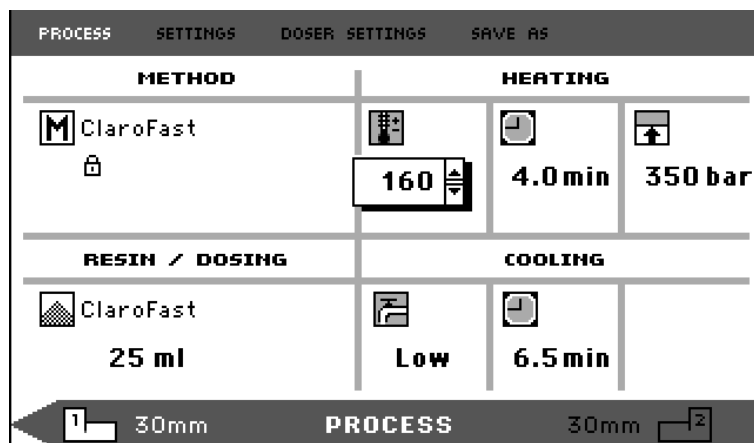 PROCESS SETTINGS DOSER SETTINGS SAVE AS
METHOD HEATING
M ClaroFast
160 4.0min 350 bar
RESIN / DOSING COOLING
ClaroFast
25 ml Low 6.5min
1 30mm PROCESS 30mm 2